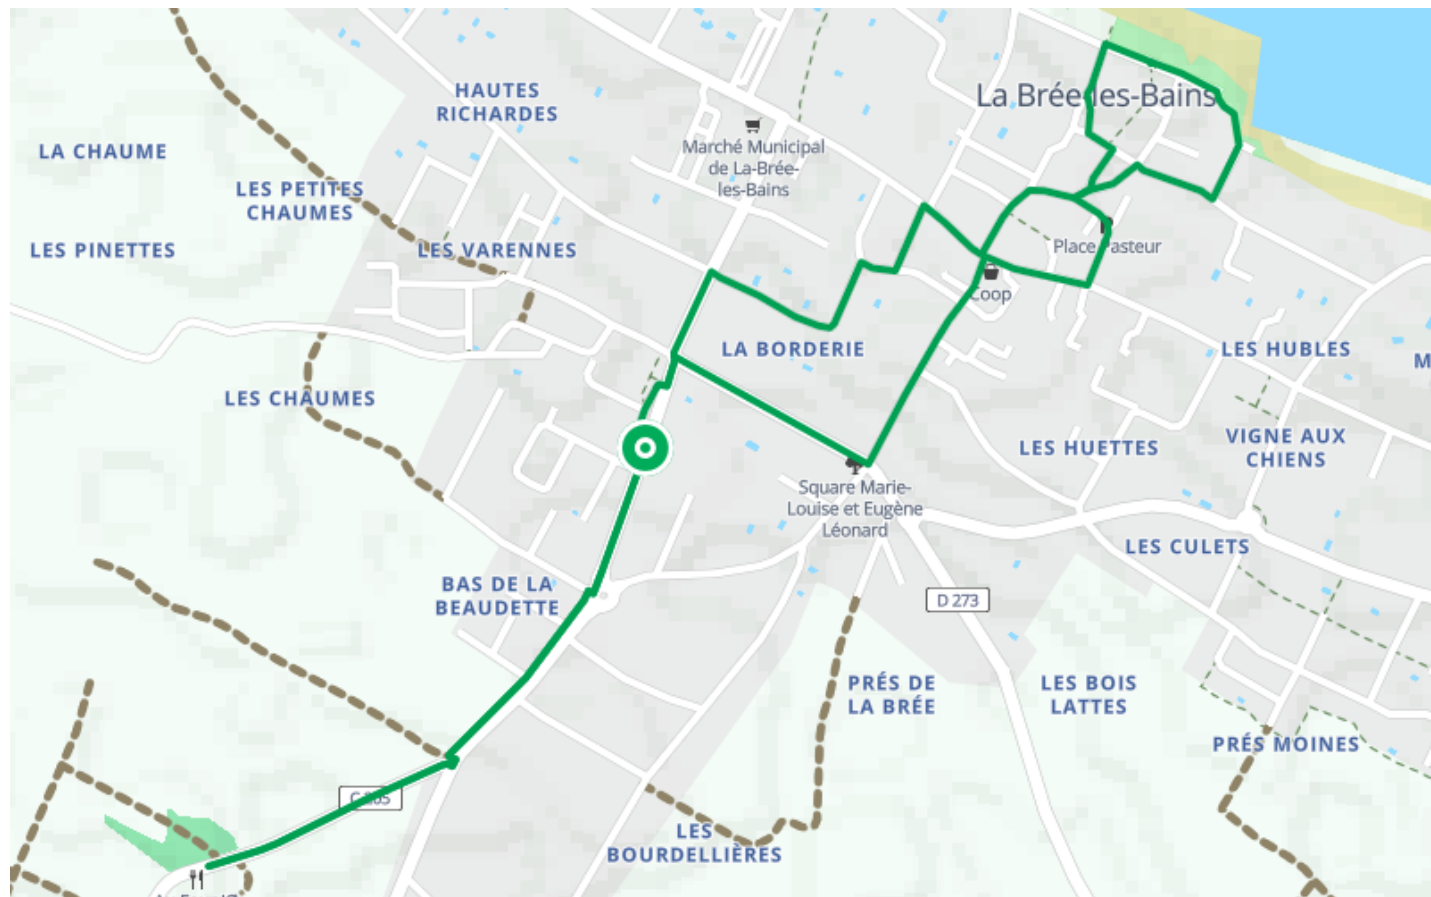 HAUTES
RICHARDES
La Brée-les-Bains
Marché Municipal
de La-Brée-
les-Bains
LA CHAUME
LES PETITES
CHAUMES
LES PINETTES
LES VARENNES
Place Pasteur
Coop
LA BORDERIE
LES HUBLES
LES CHAUMES
LES HUETTES
VIGNE AUX
CHIENS
Square Marie-
Louise et Eugène
Léonard
LES CULETS
BAS DE LA
BEAUDETTE
D 273
PRÉS DE
LA BRÉE
LES BOIS
LATTES
PRÉS MOINES
LES
BOURDELLIÈRES